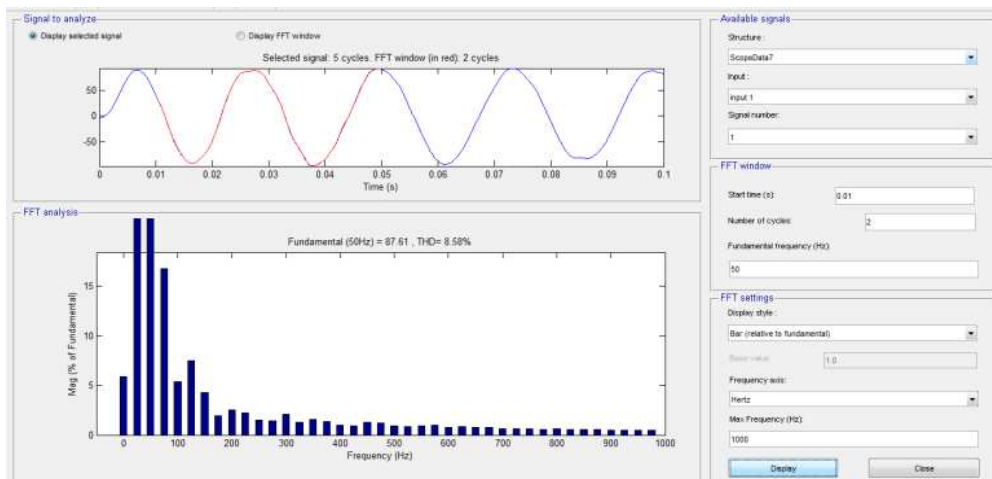 Signal to analyze
Display selected signal
Display FFT window
Selected signal: 5 cycles. FFT window (in red): 2 cycles
50
0
-50
0 0.01 0.02 0.03 0.04 0.05 0.06 0.07 0.08 0.09 0.1
Time (s)
FFT analysis
Fundamental (50Hz) = 87.61 , THD= 8.58%
15
10
5
0
Mag (% of Fundamental)
0 100 200 300 400 500 600 700 800 900 1000
Frequency (Hz)
Available signals
Structure :
ScopeData7
Input :
input 1
Signal number:
1
FFT window
Start time (s): 0.01
Number of cycles: 2
Fundamental frequency (Hz):
50
FFT settings
Display style :
Bar (relative to fundamental)
Base value: 1.0
Frequency axis:
Hertz
Max Frequency (Hz):
1000
Display Close